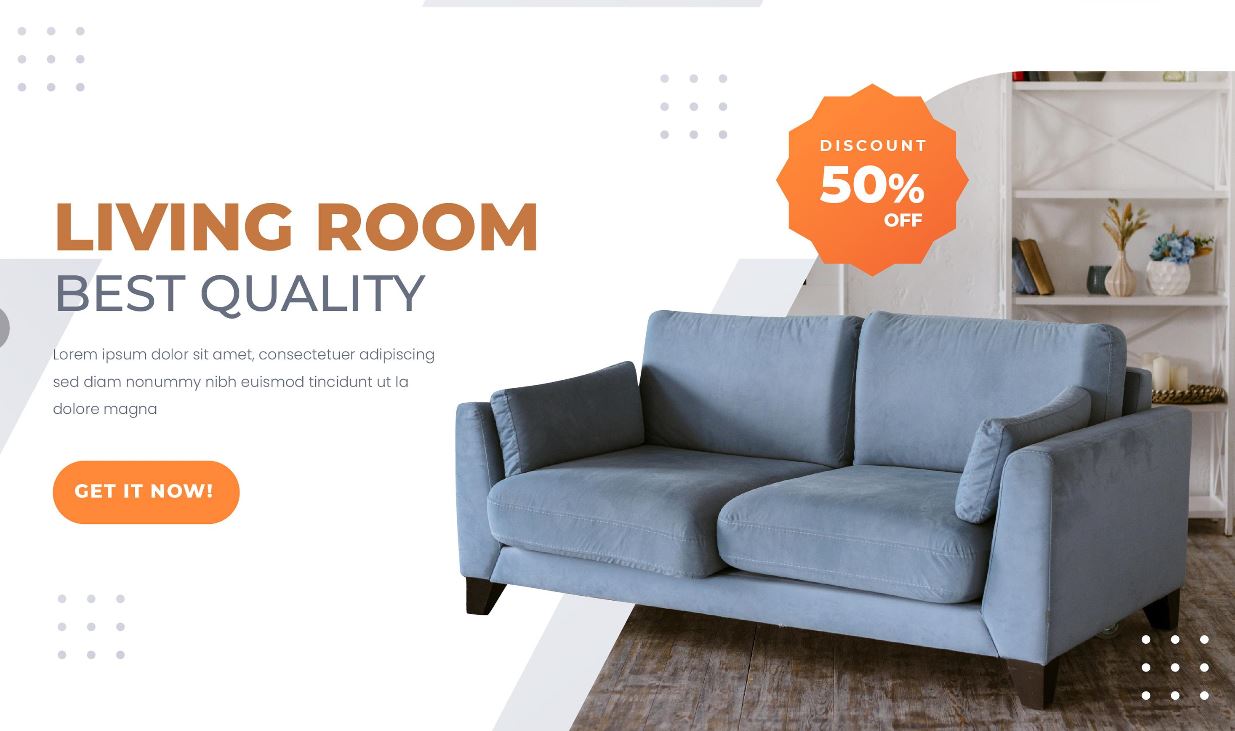 LIVING ROOM
BEST QUALITY
Lorem ipsum dolor sit amet, consectetuer adipiscing
sed diam nonummy nibh euismod tincidunt ut la
dolore magna
GET IT NOW!
DISCOUNT
50%
OFF